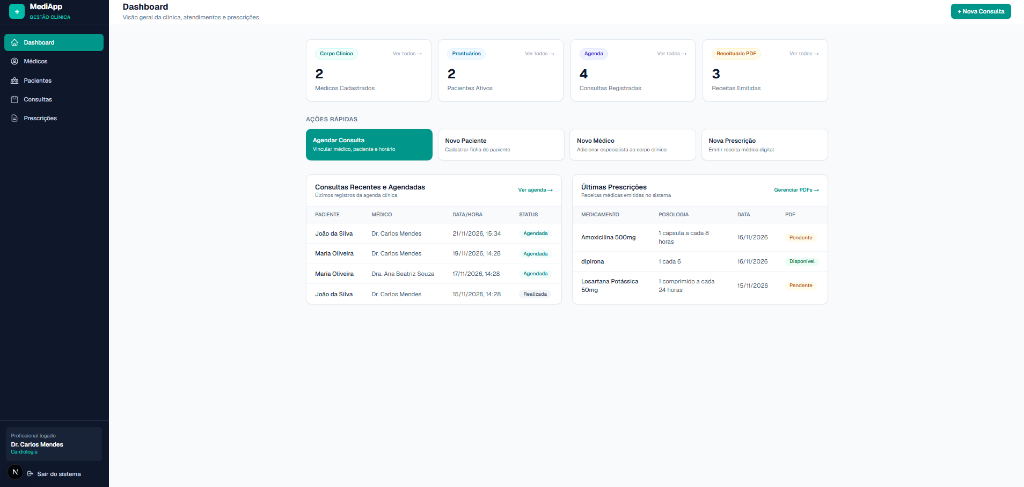 MediApp
GESTÃO CLÍNICA
Dashboard
Médicos
Pacientes
Consultas
Prescrições
Profissional logado
Dr. Carlos Mendes
Cardiologia
N
Sair do sistema
Dashboard
Visão geral da clínica, atendimentos e prescrições
+ Nova Consulta
Corpo Clínico
Ver todos →
2
Médicos Cadastrados
Prontuários
Ver todos →
2
Pacientes Ativos
Agenda
Ver todos →
4
Consultas Registradas
Receituário PDF
Ver todos →
3
Receitas Emitidas
AÇÕES RÁPIDAS
Agendar Consulta
Vincular médico, paciente e horário
Novo Paciente
Cadastrar ficha do paciente
Novo Médico
Adicionar especialista ao corpo clínico
Nova Prescrição
Emitir receita médica digital
Consultas Recentes e Agendadas
Últimos registros da agenda clínica
Ver agenda →
PACIENTE MÉDICO DATA/HORA STATUS
João da Silva Dr. Carlos Mendes 21/11/2026, 15:34 Agendada
Maria Oliveira Dr. Carlos Mendes 19/11/2026, 14:28 Agendada
Maria Oliveira Dra. Ana Beatriz Souza 17/11/2026, 14:28 Agendada
João da Silva Dr. Carlos Mendes 15/11/2026, 14:28 Realizada
Últimas Prescrições
Receitas médicas emitidas no sistema
Gerenciar PDFs →
MEDICAMENTO POSOLOGIA DATA PDF
Amoxicilina 500mg 1 capsula a cada 8 horas 16/11/2026 Pendente
dipirona 1 cada 6 16/11/2026 Disponível
Losartana Potássica 50mg 1 comprimido a cada 24 horas 15/11/2026 Pendente